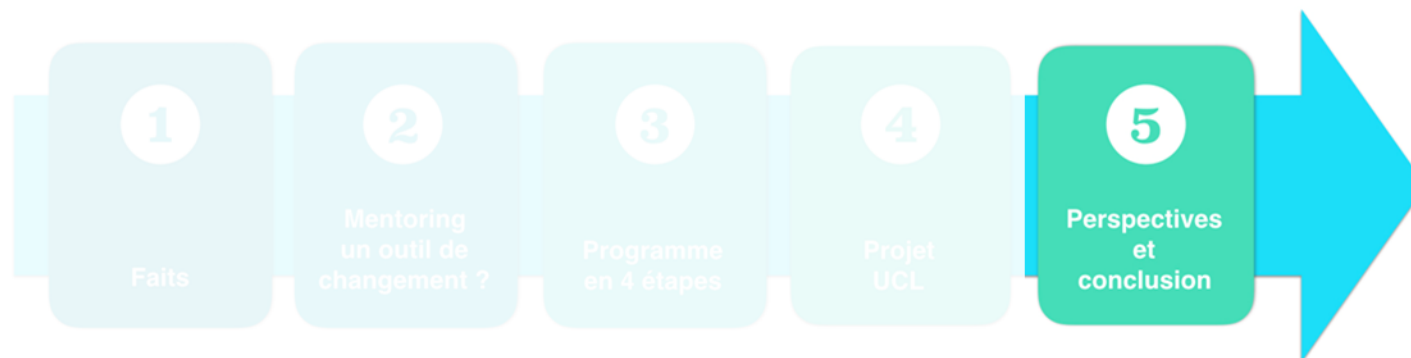 1
Faits
2
Mentoring
un outil de
changement ?
3
Programme
en 4 étapes
4
Projet
UCL
5
Perspectives
et
conclusion